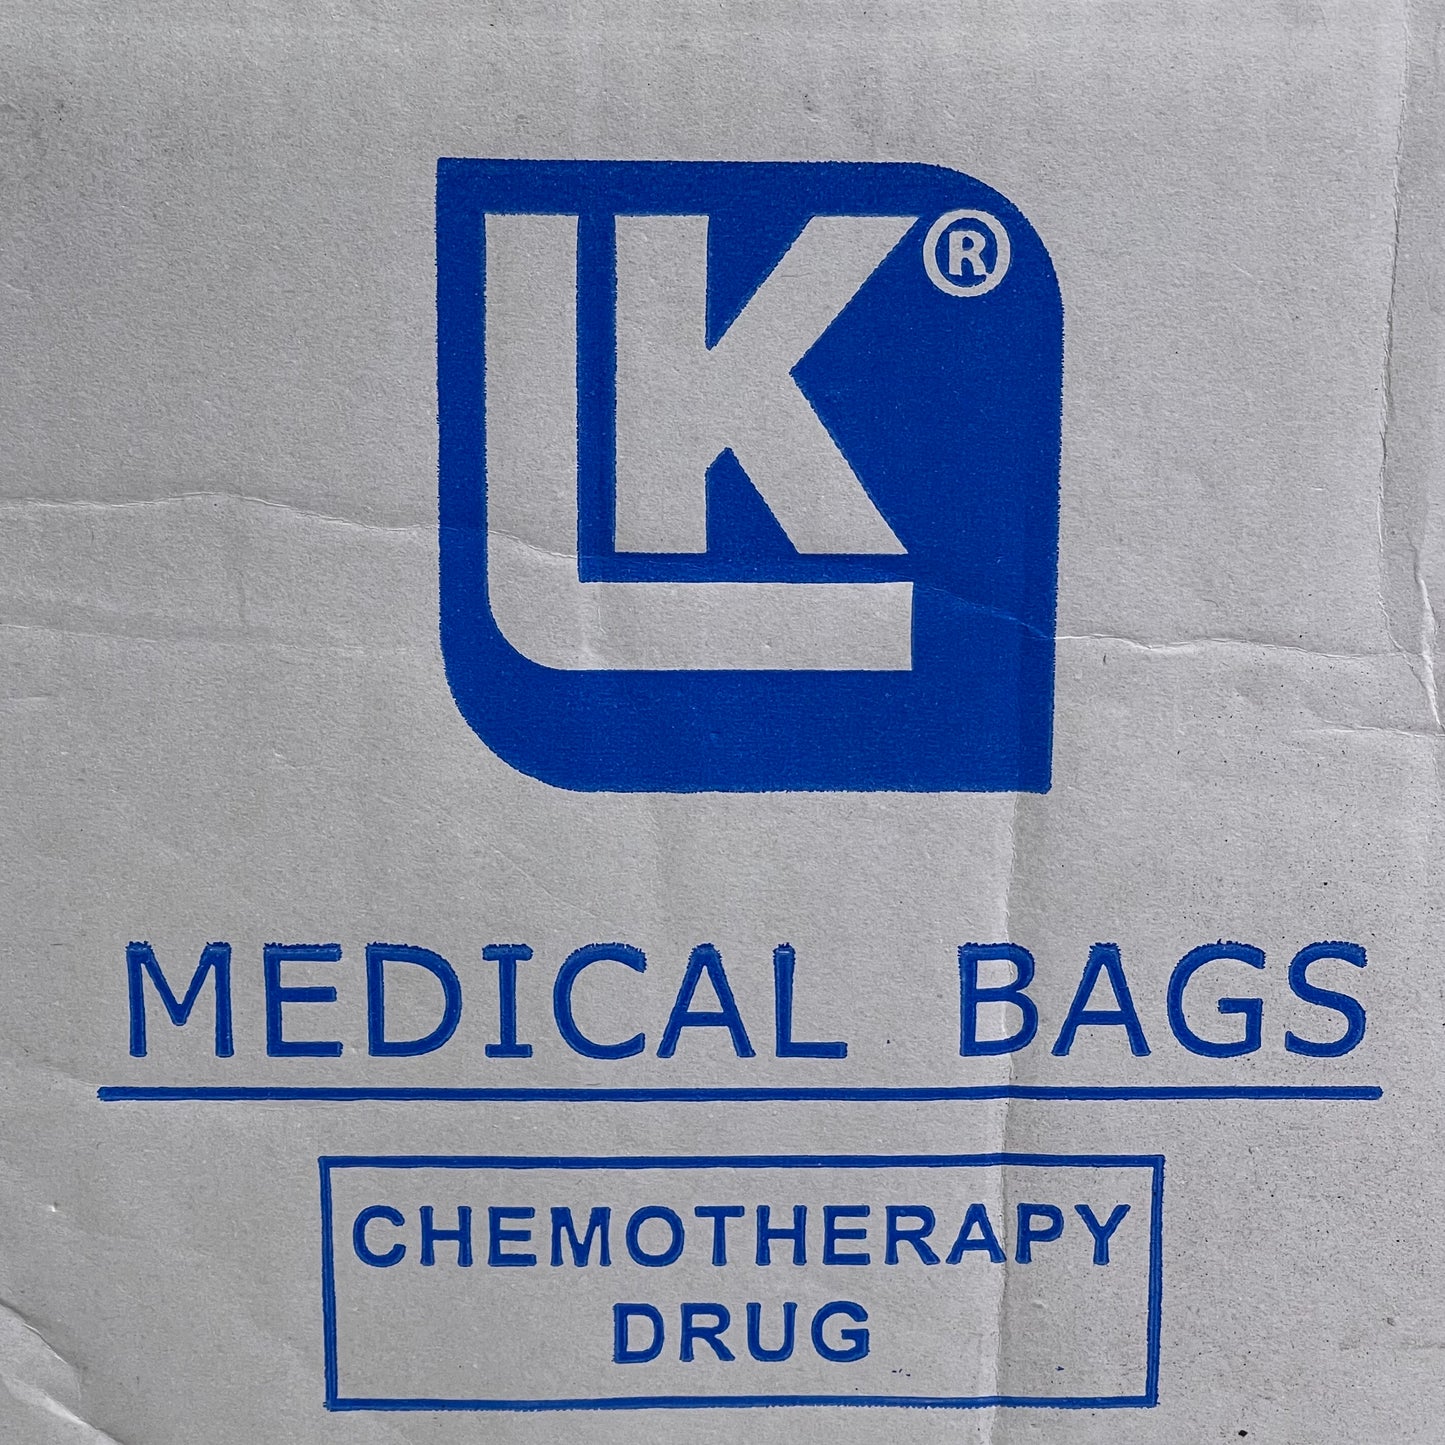 LK®
MEDICAL BAGS
CHEMOTHERAPY
DRUG